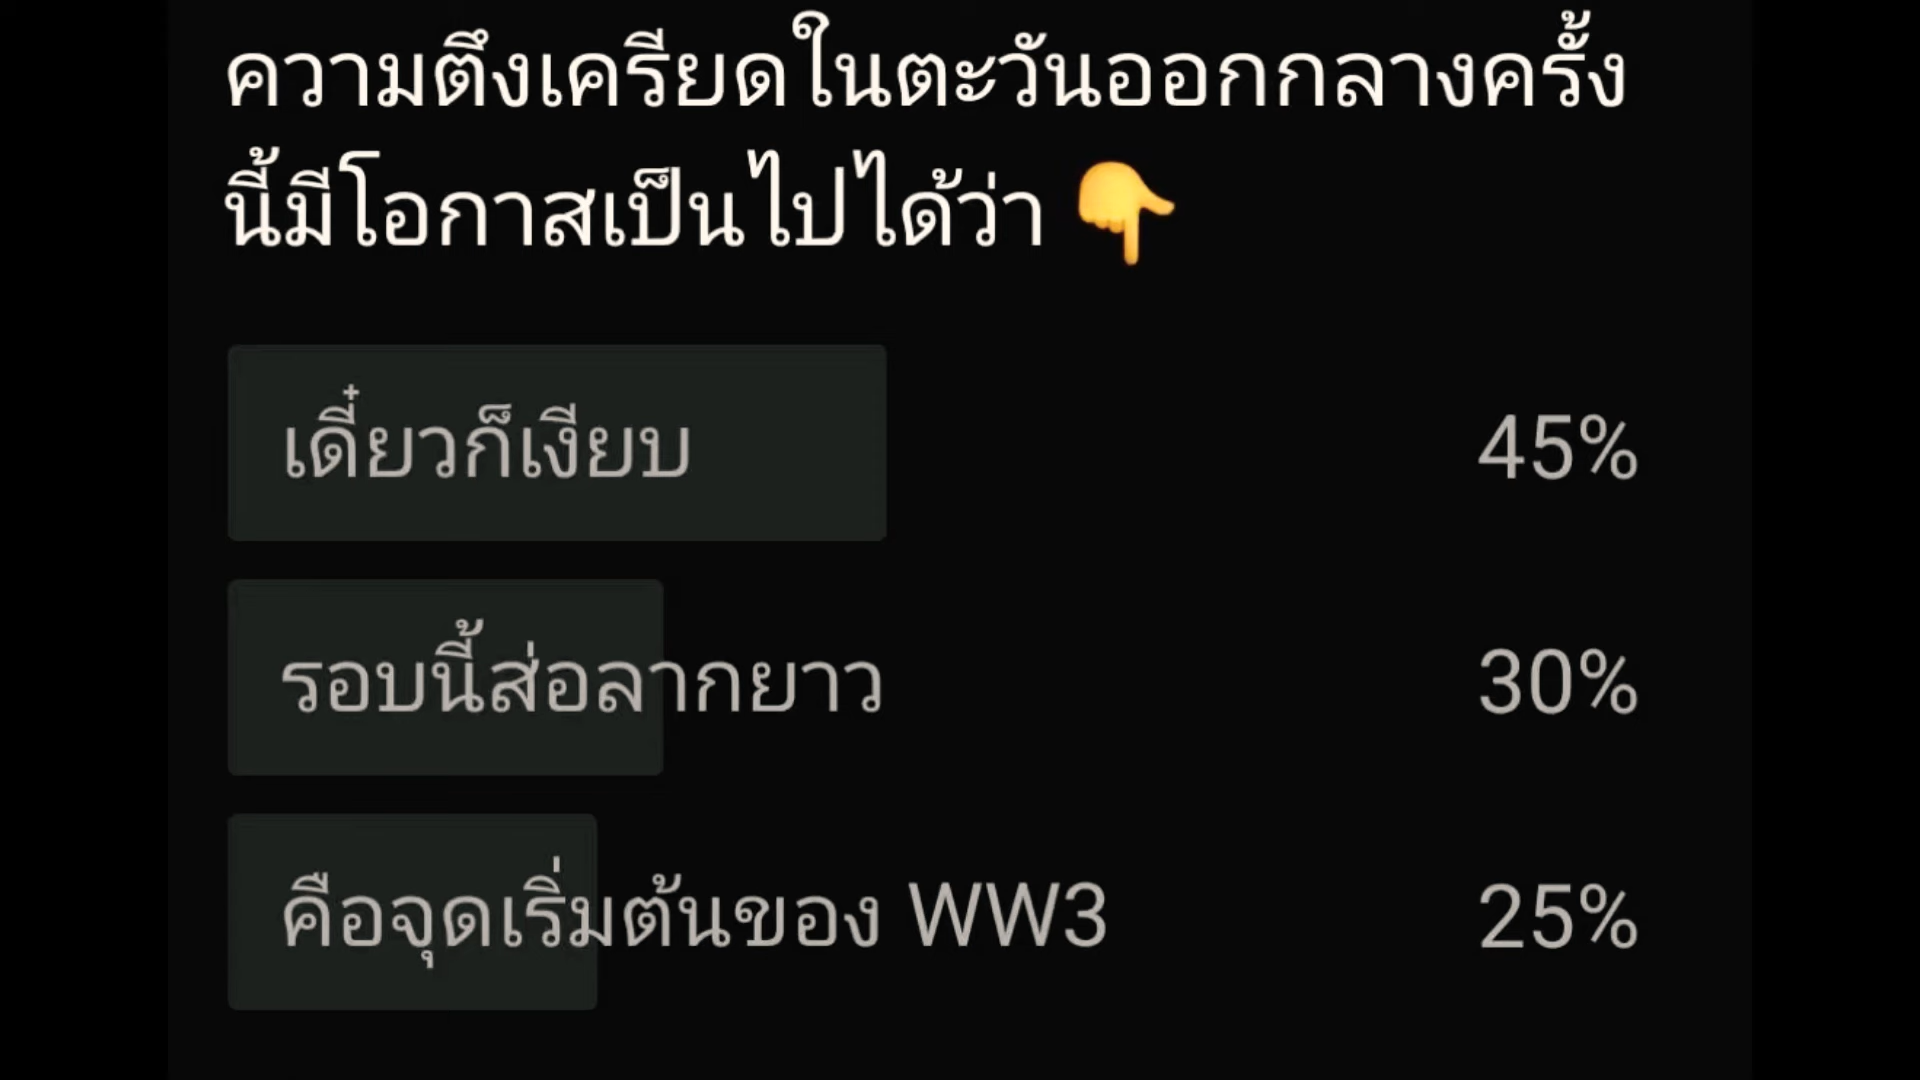 ความตึงเครียดในตะวันออกกลางครั้ง
นี้มีโอกาสเป็นไปได้ว่า 👇
เดี๋ยวก็เงียบ 45%
รอบนี้ส่อลากยาว 30%
คือจุดเริ่มต้นของ WW3 25%